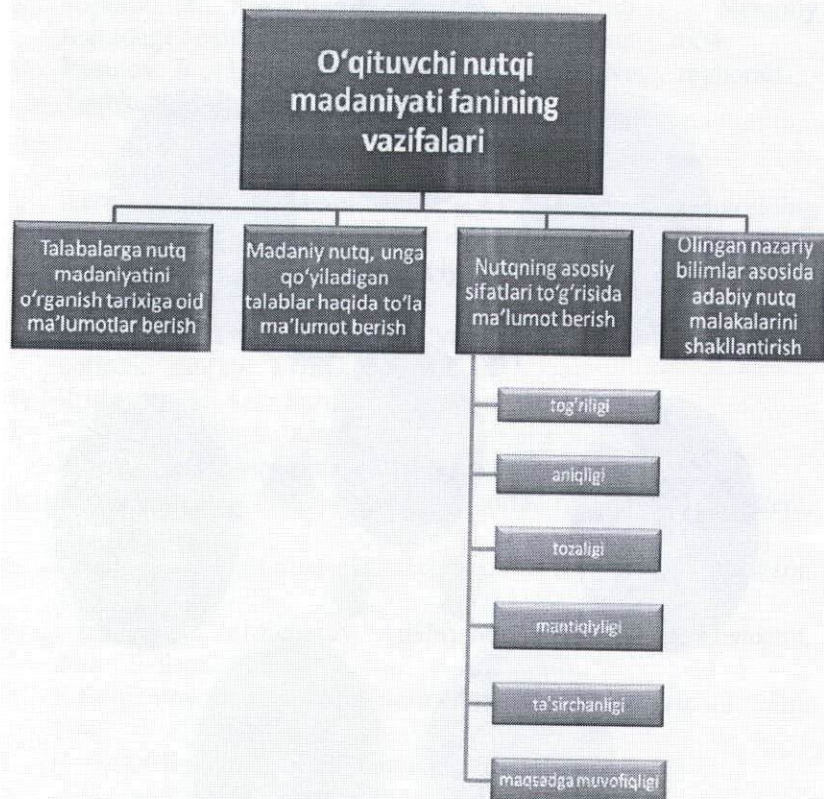 O‘qituvchi nutqi
madaniyati fanining
vazifalari
Talabalarga nutq
madaniyatini
o‘rganish tarixiga oid
ma’lumotlar berish
Madaniy nutq, unga
qo‘yiladigan
talablar haqida to‘la
ma’lumot berish
Nutqning asosiy
sifatlari to‘g‘risida
ma’lumot berish
Olingan nazariy
bilimlar asosida
adabiy nutq
malakalarini
shakllantirish
tog‘riligi
aniqligi
tozaligi
mantiqlyligi
ta’sirchanligi
maqsadga muvofiqligi